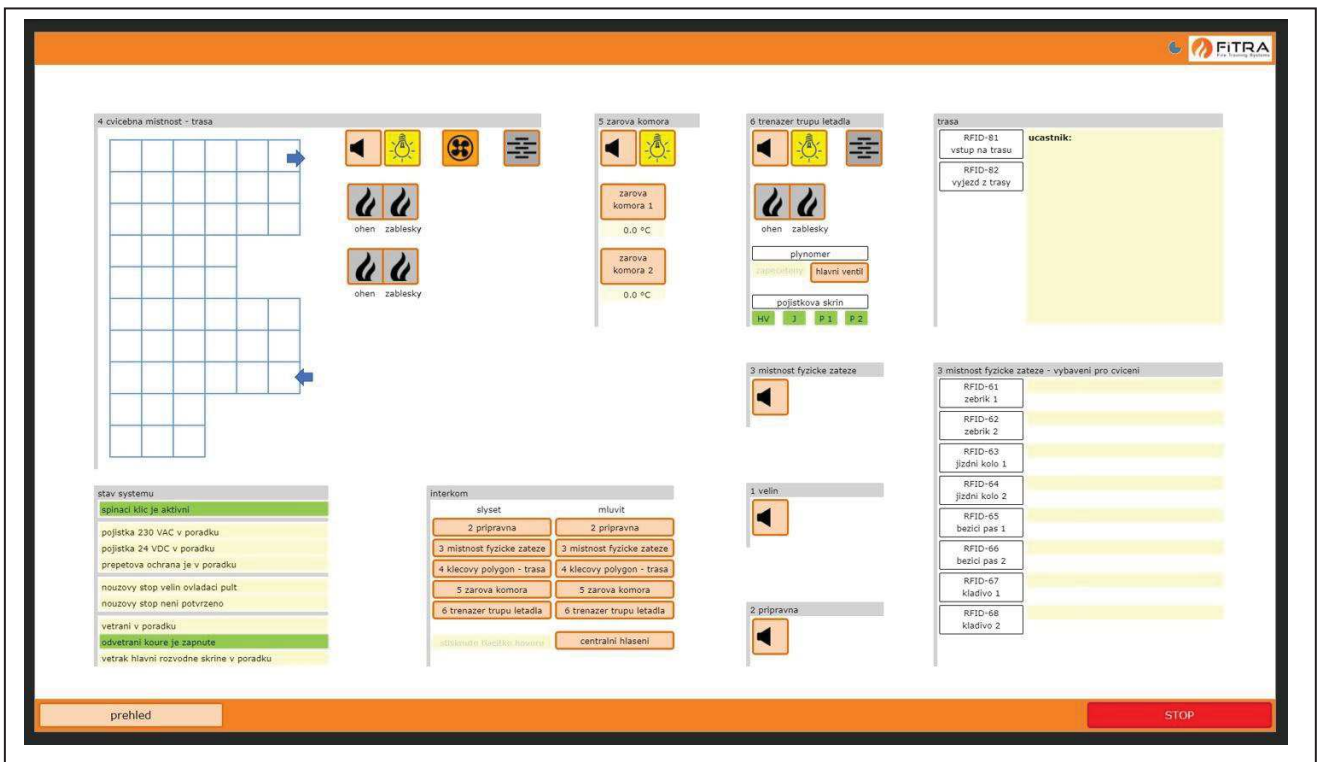 FiTRA
Fire Training Systems
4 cvicebna mistnost - trasa
ohen zablesky
ohen zablesky
5 zarova komora
zarova
komora 1
0.0 °C
zarova
komora 2
0.0 °C
6 trenazer trupu letadla
ohen zablesky
plynomer
zapeceteny hlavni ventil
pojistkova skrin
HV J P 1 P 2
trasa
RFID-81
vstup na trasu
ucastnik:
RFID-82
vyjezd z trasy
3 mistnost fyzicke zateze
3 mistnost fyzicke zateze - vybaveni pro cviceni
RFID-61
zebrik 1
RFID-62
zebrik 2
RFID-63
jizdni kolo 1
RFID-64
jizdni kolo 2
RFID-65
bezici pas 1
RFID-66
bezici pas 2
RFID-67
kladivo 1
RFID-68
kladivo 2
stav systemu
spinaci klic je aktivni
pojistka 230 VAC v poradku
pojistka 24 VDC v poradku
prepetova ochrana je v poradku
nouzovy stop velin ovladaci pult
nouzovy stop neni potvrzeno
vetrani v poradku
odvetrani koure je zapnute
vetrak hlavni rozvodne skrine v poradku
interkom
slyset mluvit
2 pripravna 2 pripravna
3 mistnost fyzicke zateze 3 mistnost fyzicke zateze
4 klecovy polygon - trasa 4 klecovy polygon - trasa
5 zarova komora 5 zarova komora
6 trenazer trupu letadla 6 trenazer trupu letadla
stisknute tlacitko hovoru centralni hlaseni
1 velin
2 pripravna
prehled
STOP